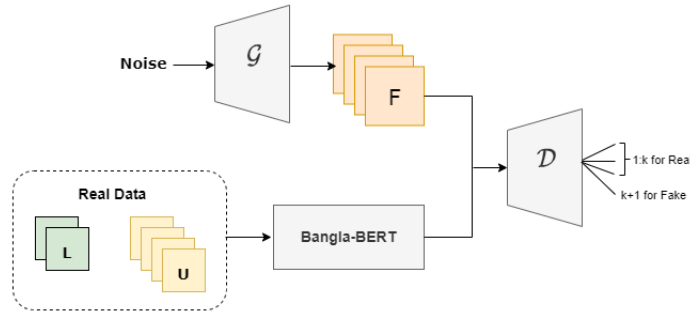 Noise
𝒢
F
𝒟
1:k for Rea
k+1 for Fake
Real Data
L
U
Bangla-BERT